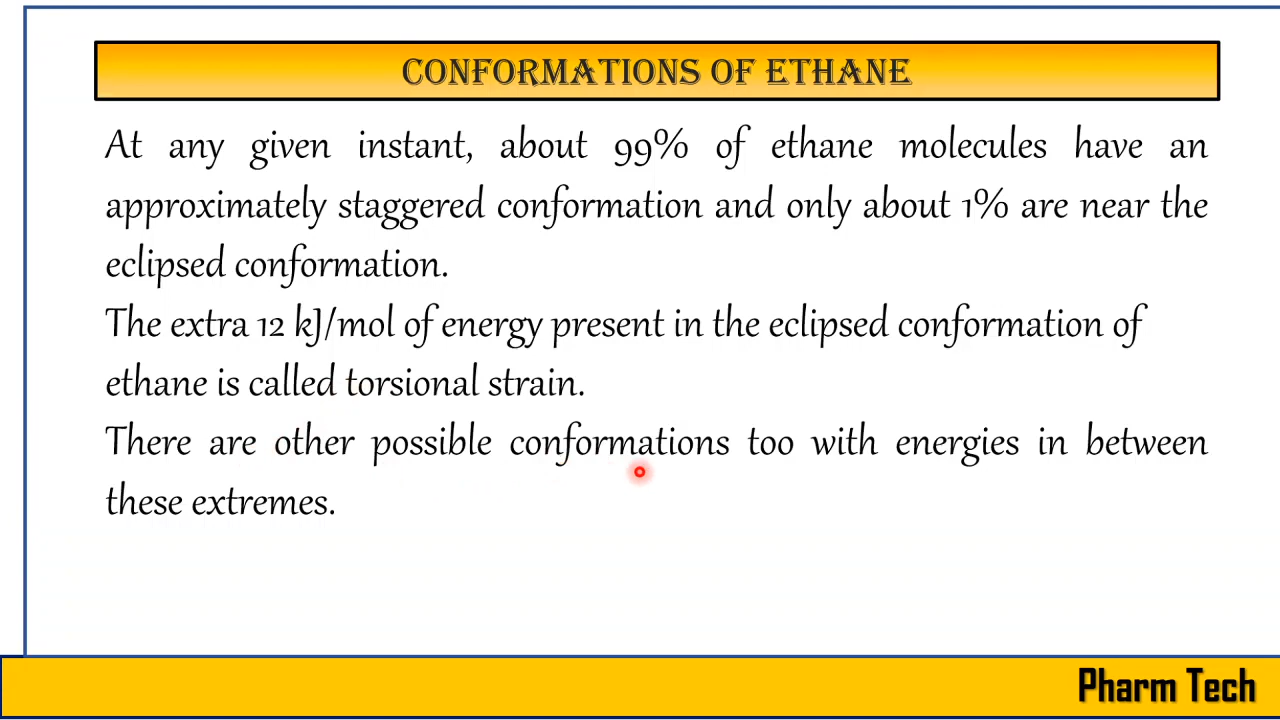 CONFORMATIONS OF ETHANE
At any given instant, about 99% of ethane molecules have an
approximately staggered conformation and only about 1% are near the
eclipsed conformation.
The extra 12 kJ/mol of energy present in the eclipsed conformation of
ethane is called torsional strain.
There are other possible conformations too with energies in between
these extremes.
Pharm Tech